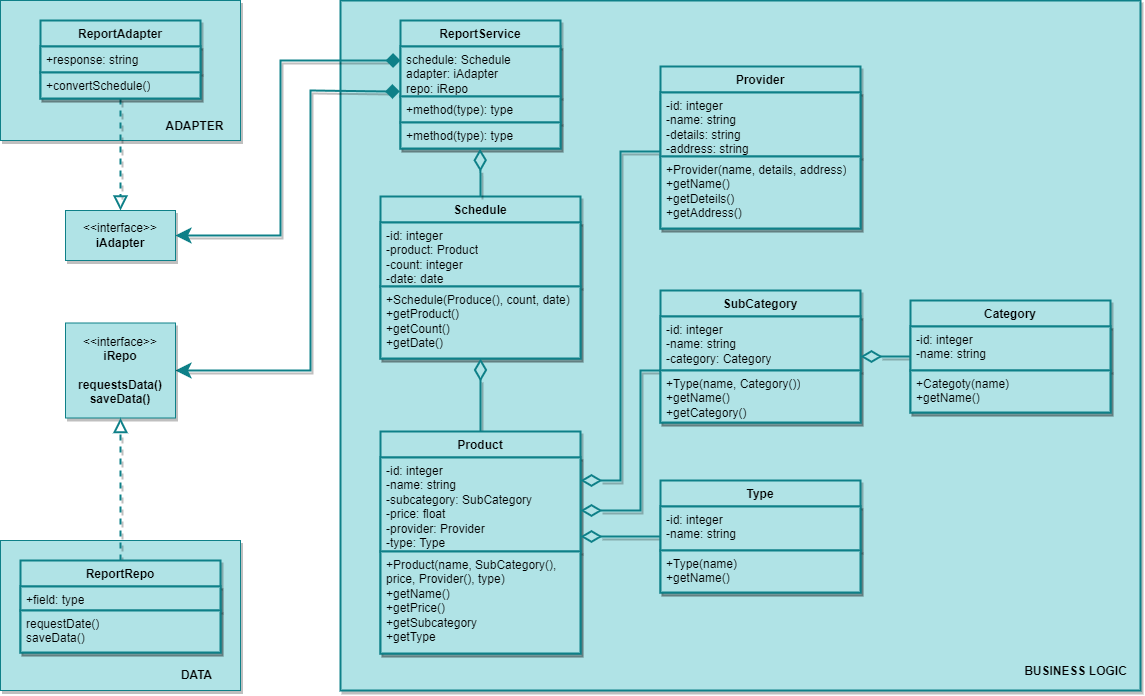 ReportAdapter
+response: string
+convertSchedule()
ADAPTER
<<interface>>
iAdapter
<<interface>>
iRepo
requestsData()
saveData()
ReportRepo
+field: type
requestDate()
saveData()
DATA
ReportService
schedule: Schedule
adapter: iAdapter
repo: iRepo
+method(type): type
+method(type): type
Schedule
-id: integer
-product: Product
-count: integer
-date: date
+Schedule(Produce(), count, date)
+getProduct()
+getCount()
+getDate()
Product
-id: integer
-name: string
-subcategory: SubCategory
-price: float
-provider: Provider
-type: Type
+Product(name, SubCategory(),
price, Provider(), type)
+getName()
+getPrice()
+getSubcategory
+getType
Provider
-id: integer
-name: string
-details: string
-address: string
+Provider(name, details, address)
+getName()
+getDeteils()
+getAddress()
SubCategory
-id: integer
-name: string
-category: Category
+Type(name, Category())
+getName()
+getCategory()
Category
-id: integer
-name: string
+Categoty(name)
+getName()
Type
-id: integer
-name: string
+Type(name)
+getName()
BUSINESS LOGIC